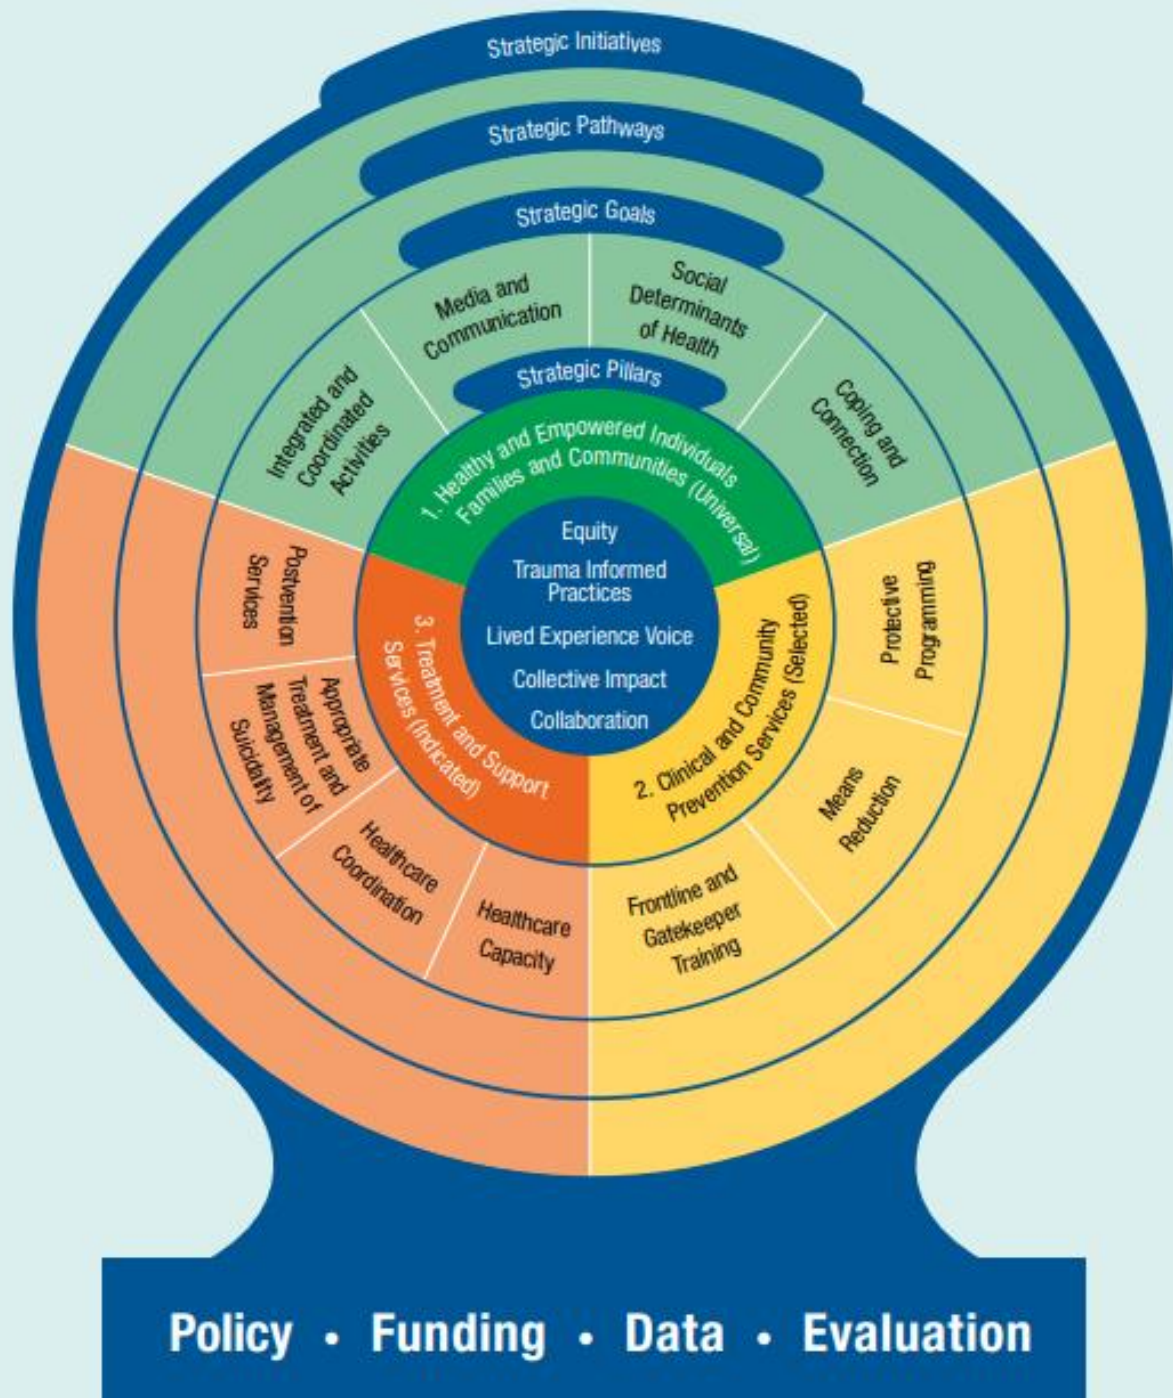 Strategic Initiatives
Strategic Pathways
Strategic Goals
Integrated and
Coordinated
Activities
Media and
Communication
Social
Determinants
of Health
Coping and
Connection
Strategic Pillars
1. Healthy and Empowered Individuals
Families and Communities (Universal)
Equity
Trauma Informed
Practices
Lived Experience Voice
Collective Impact
Collaboration
2. Clinical and Community
Prevention Services (Selected)
Protective
Programming
Means
Reduction
Frontline and
Gatekeeper
Training
3. Treatment and Support
Services (Indicated)
Healthcare
Capacity
Healthcare
Coordination
Appropriate
Treatment and
Management of
Suicidality
Postvention
Services
Policy • Funding • Data • Evaluation